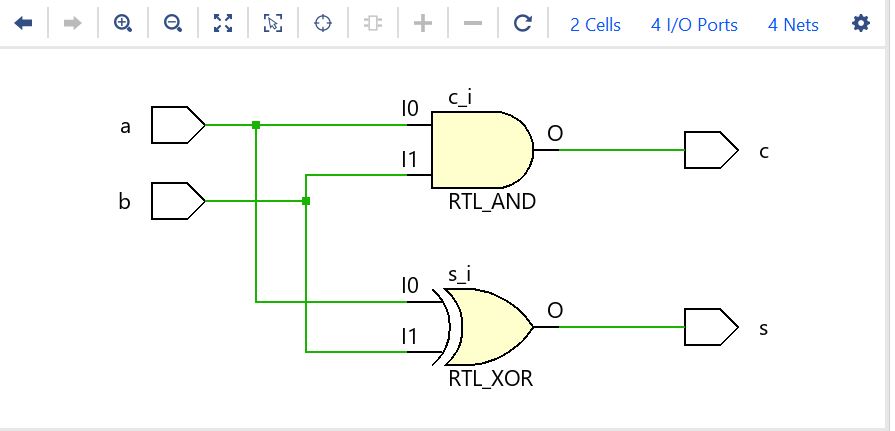 2 Cells 4 I/O Ports 4 Nets
c_i
a I0 O c
I1
b RTL_AND
s_i
I0 O s
I1
RTL_XOR